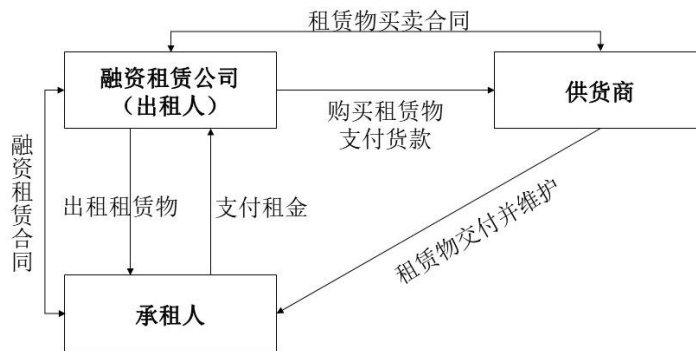 租赁物买卖合同
融资租赁公司
（出租人）
供货商
购买租赁物
支付货款
融资租赁合同
出租租赁物
支付租金
租赁物交付并维护
承租人